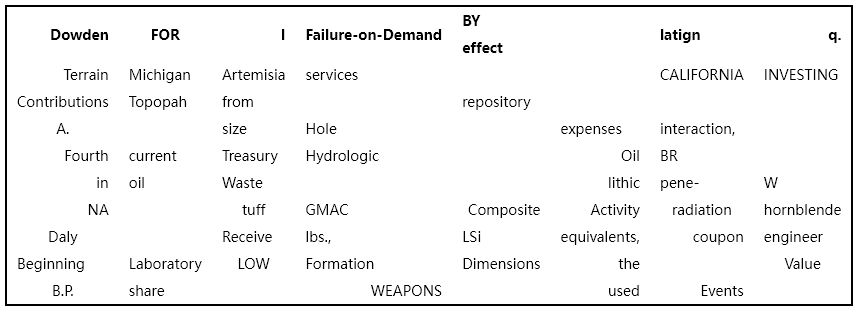 Dowden FOR I Failure-on-Demand BY effect latign q.
Terrain Michigan Artemisia services CALIFORNIA INVESTING
Contributions Topopah from repository
A. size Hole expenses interaction,
Fourth current Treasury Hydrologic Oil BR
in oil Waste lithic pene- W
NA tuff GMAC Composite Activity radiation hornblende
Daly Receive lbs., LSi equivalents, coupon engineer
Beginning Laboratory LOW Formation Dimensions the Value
B.P. share WEAPONS used Events